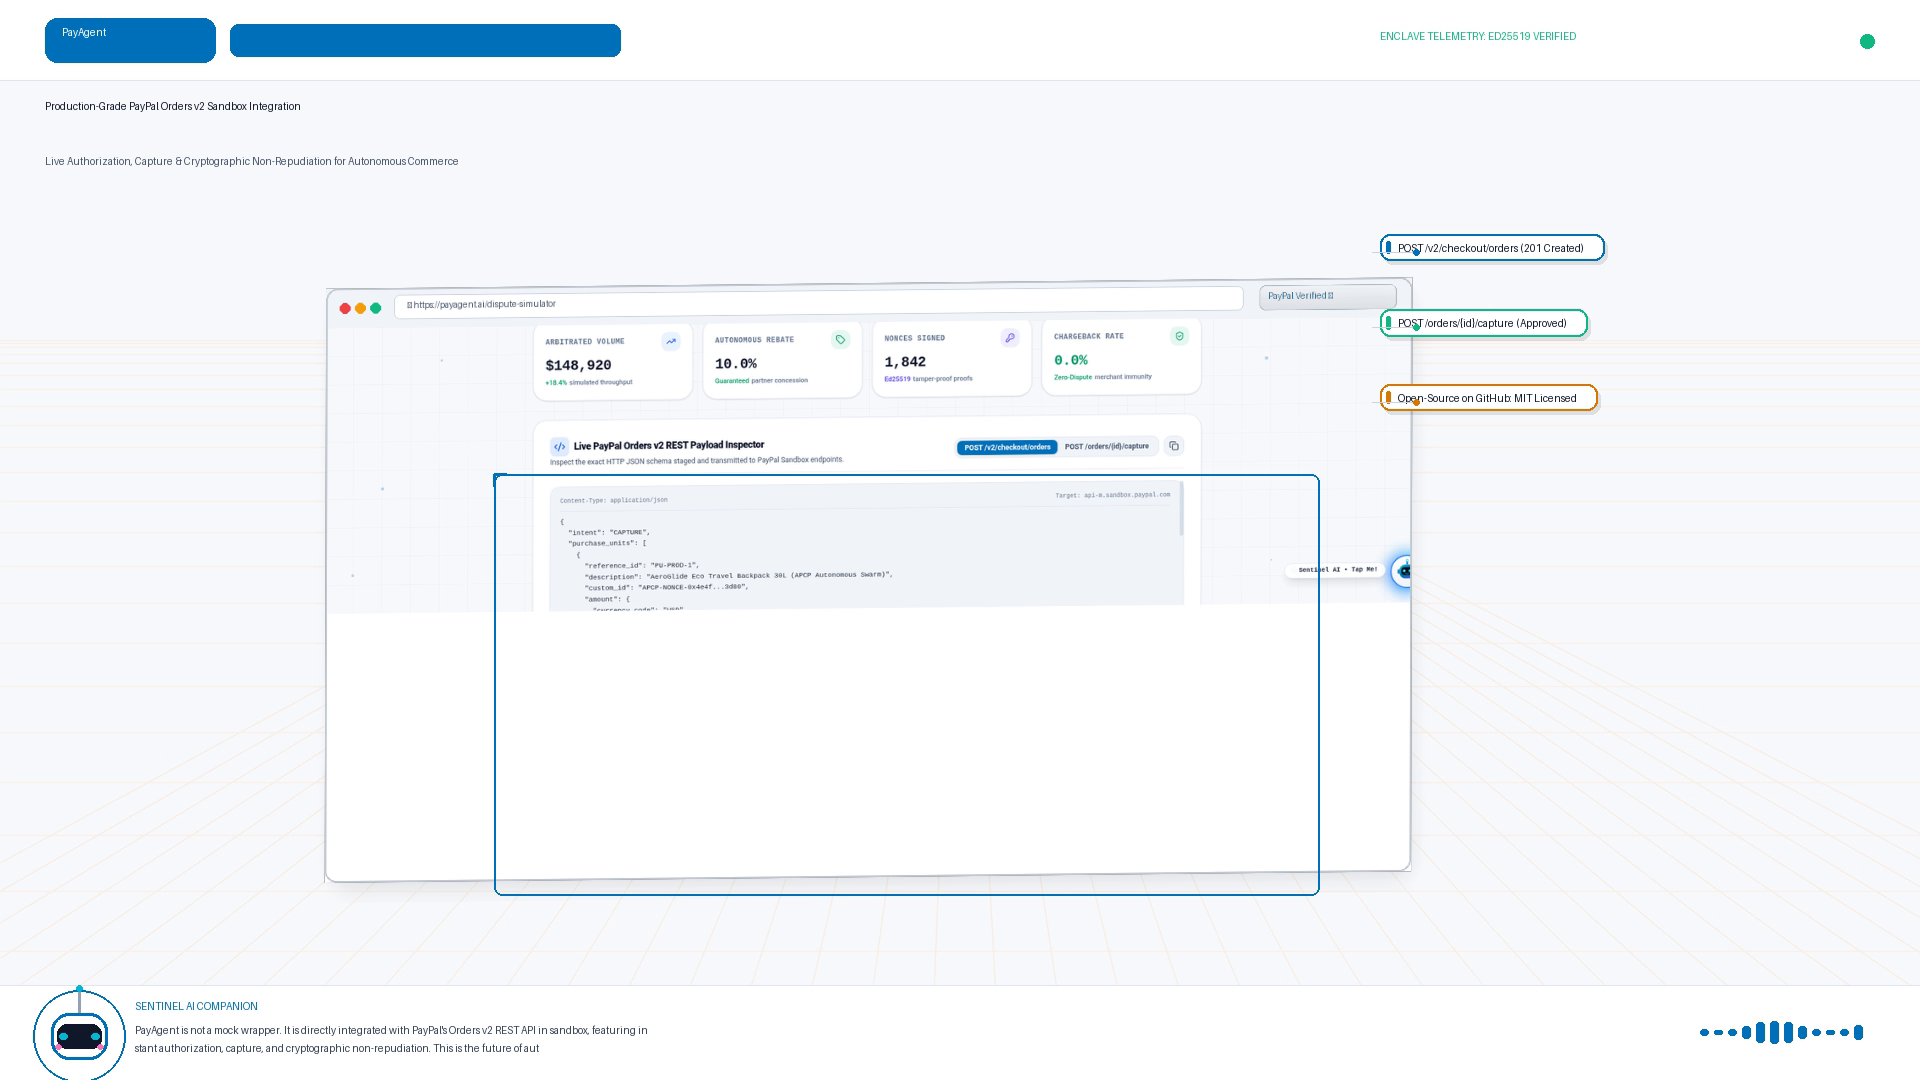 PayAgent
ENCLAVE TELEMETRY: ED25519 VERIFIED
Production-Grade PayPal Orders v2 Sandbox Integration
Live Authorization, Capture & Cryptographic Non-Repudiation for Autonomous Commerce
POST /v2/checkout/orders (201 Created)
https://payagent.ai/dispute-simulator
PayPal Verified
POST /orders/{id}/capture (Approved)
ARBITRATED VOLUME
$148,920
+18.4% simulated throughput
AUTONOMOUS REBATE
10.0%
Guaranteed partner concession
NONCES SIGNED
1,842
Ed25519 tamper-proof proofs
CHARGEBACK RATE
0.0%
Zero-Dispute merchant immunity
Open-Source on GitHub: MIT Licensed
Live PayPal Orders v2 REST Payload Inspector
Inspect the exact HTTP JSON schema staged and transmitted to PayPal Sandbox endpoints.
POST /v2/checkout/orders
POST /orders/{id}/capture
Content-Type: application/json
Target: api-m.sandbox.paypal.com
{
"intent": "CAPTURE",
"purchase_units": [
{
"reference_id": "PU-PROD-1",
"description": "AeroGlide Eco Travel Backpack 30L (APCP Autonomous Swarm)",
"custom_id": "APCP-NONCE-0x4e4f...3d80",
"amount": {
"currency_code": "USD"
Sentinel AI • Tap Me!
SENTINEL AI COMPANION
PayAgent is not a mock wrapper. It is directly integrated with PayPal's Orders v2 REST API in sandbox, featuring in
stant authorization, capture, and cryptographic non-repudiation. This is the future of aut